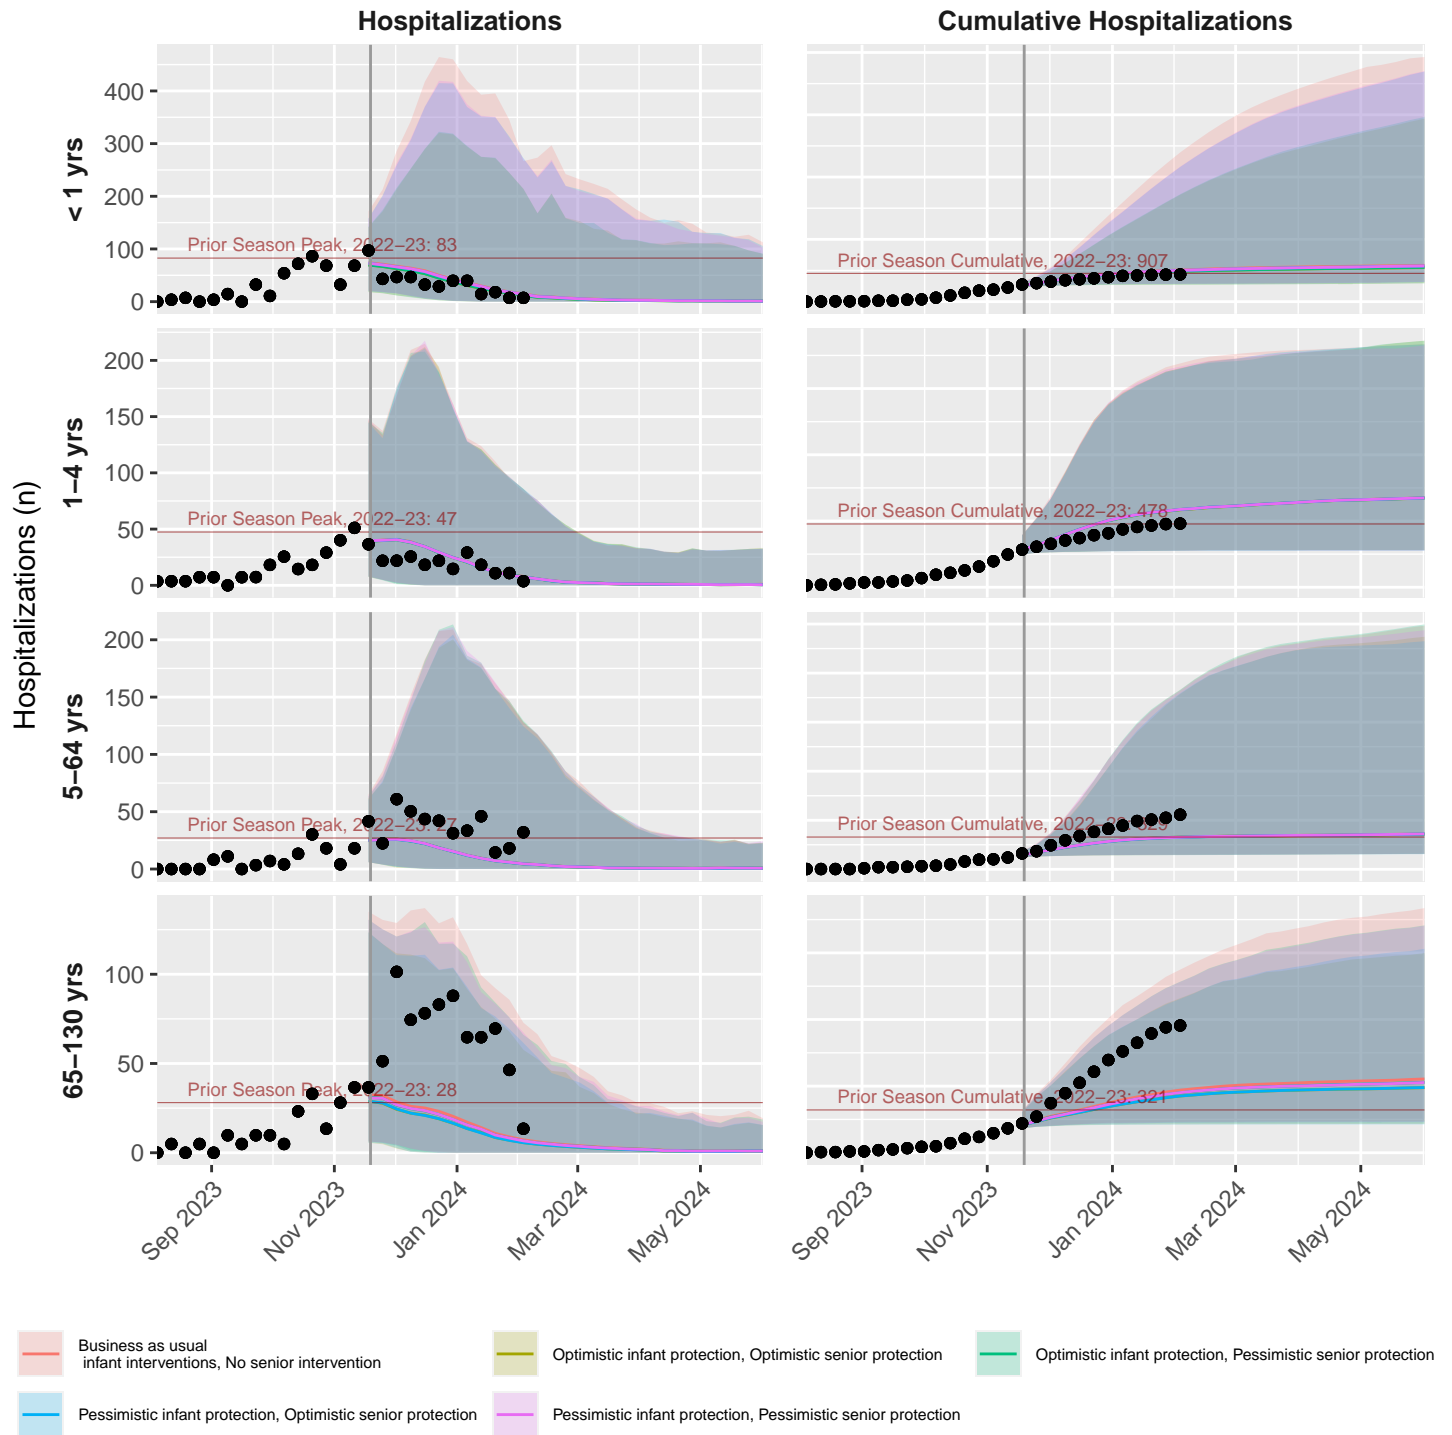 Hospitalizations
Cumulative Hospitalizations
Hospitalizations (n)
< 1 yrs
400
300
200
100
0
Prior Season Peak, 2022–23: 83
Prior Season Cumulative, 2022–23: 907
1–4 yrs
200
150
100
50
0
Prior Season Peak, 2022–23: 47
Prior Season Cumulative, 2022–23: 478
5–64 yrs
200
150
100
50
0
Prior Season Peak, 2022–23: 27
Prior Season Cumulative, 2022–23:
65–130 yrs
100
50
0
Prior Season Peak, 2022–23: 28
Prior Season Cumulative, 2022–23: 321
Sep 2023
Nov 2023
Jan 2024
Mar 2024
May 2024
Sep 2023
Nov 2023
Jan 2024
Mar 2024
May 2024
Business as usual
infant interventions, No senior intervention
Optimistic infant protection, Optimistic senior protection
Optimistic infant protection, Pessimistic senior protection
Pessimistic infant protection, Optimistic senior protection
Pessimistic infant protection, Pessimistic senior protection